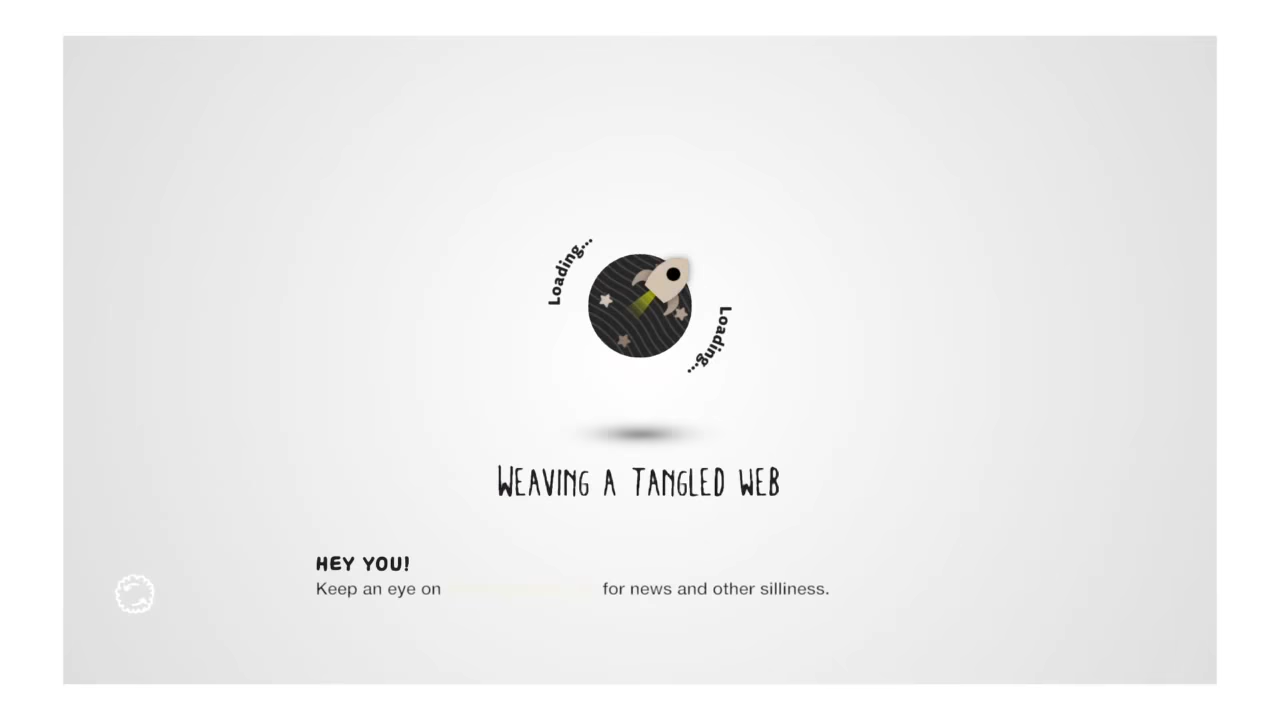 Loading...
Loading...
WEAVING A TANGLED WEB
HEY YOU!
Keep an eye on for news and other silliness.